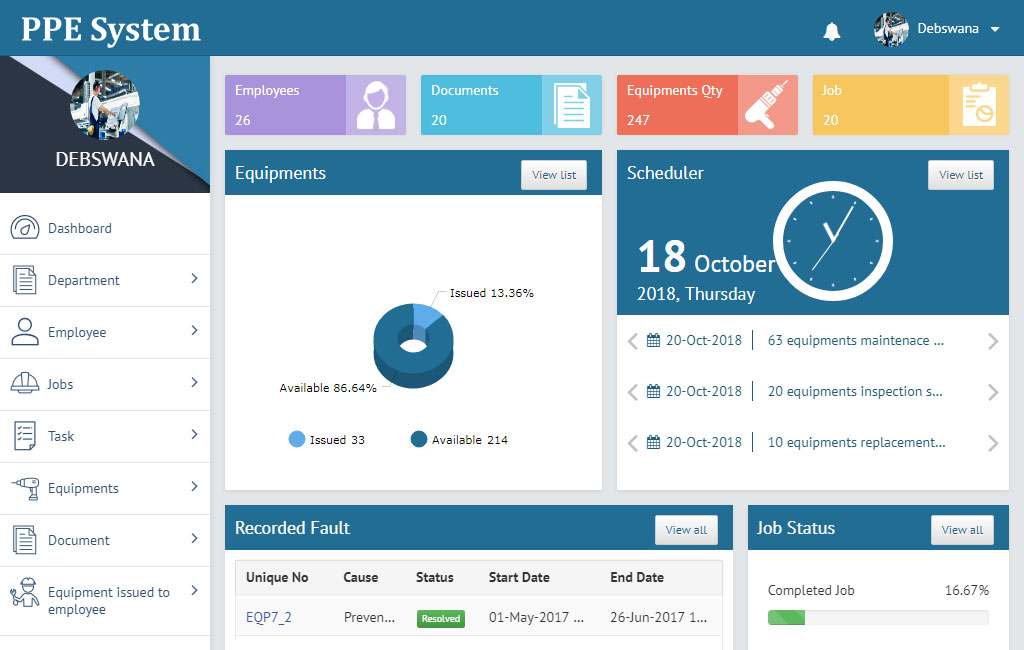 PPE System
Debswana
DEBSWANA
Dashboard
Department
Employee
Jobs
Task
Equipments
Document
Equipment issued to
employee
Employees
26
Documents
20
Equipments Qty
247
Job
20
Equipments
View list
Issued 13.36%
Available 86.64%
Issued 33
Available 214
Scheduler
View list
18 October
2018, Thursday
20-Oct-2018 63 equipments maintenace ...
20-Oct-2018 20 equipments inspection s...
20-Oct-2018 10 equipments replacement...
Recorded Fault
View all
Unique No Cause Status Start Date End Date
EQP7_2 Preven... Resolved 01-May-2017 ... 26-Jun-2017 1...
Job Status
View all
Completed Job 16.67%